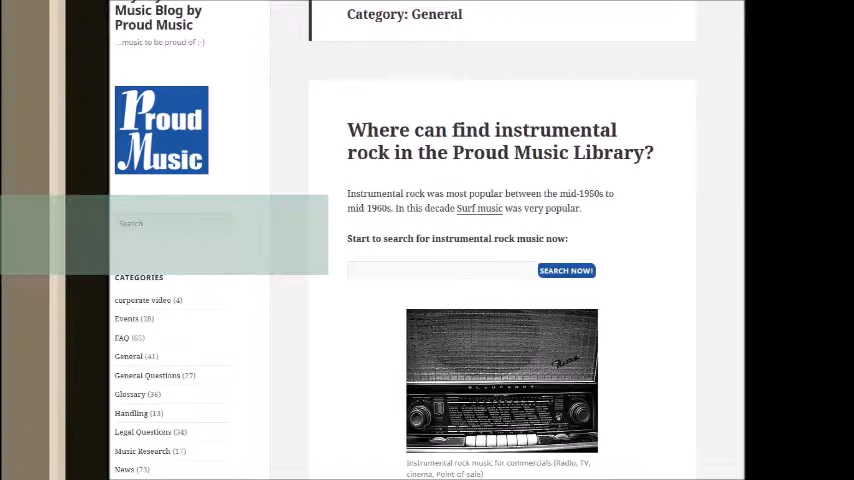 Music Blog by
Proud Music
...music to be proud of :-)
Proud
Music
Search
CATEGORIES
corporate video (4)
Events (28)
FAQ (65)
General (41)
General Questions (27)
Glossary (36)
Handling (13)
Legal Questions (54)
Music Research (17)
News (73)
Category: General
Where can find instrumental
rock in the Proud Music Library?
Instrumental rock was most popular between the mid-1950s to
mid-1960s. In this decade Surf music was very popular.
Start to search for instrumental rock music now:
SEARCH NOW!
BLAUPUNKT
Instrumental rock music for commercials (Radio, TV,
cinema, Point-of-sale)